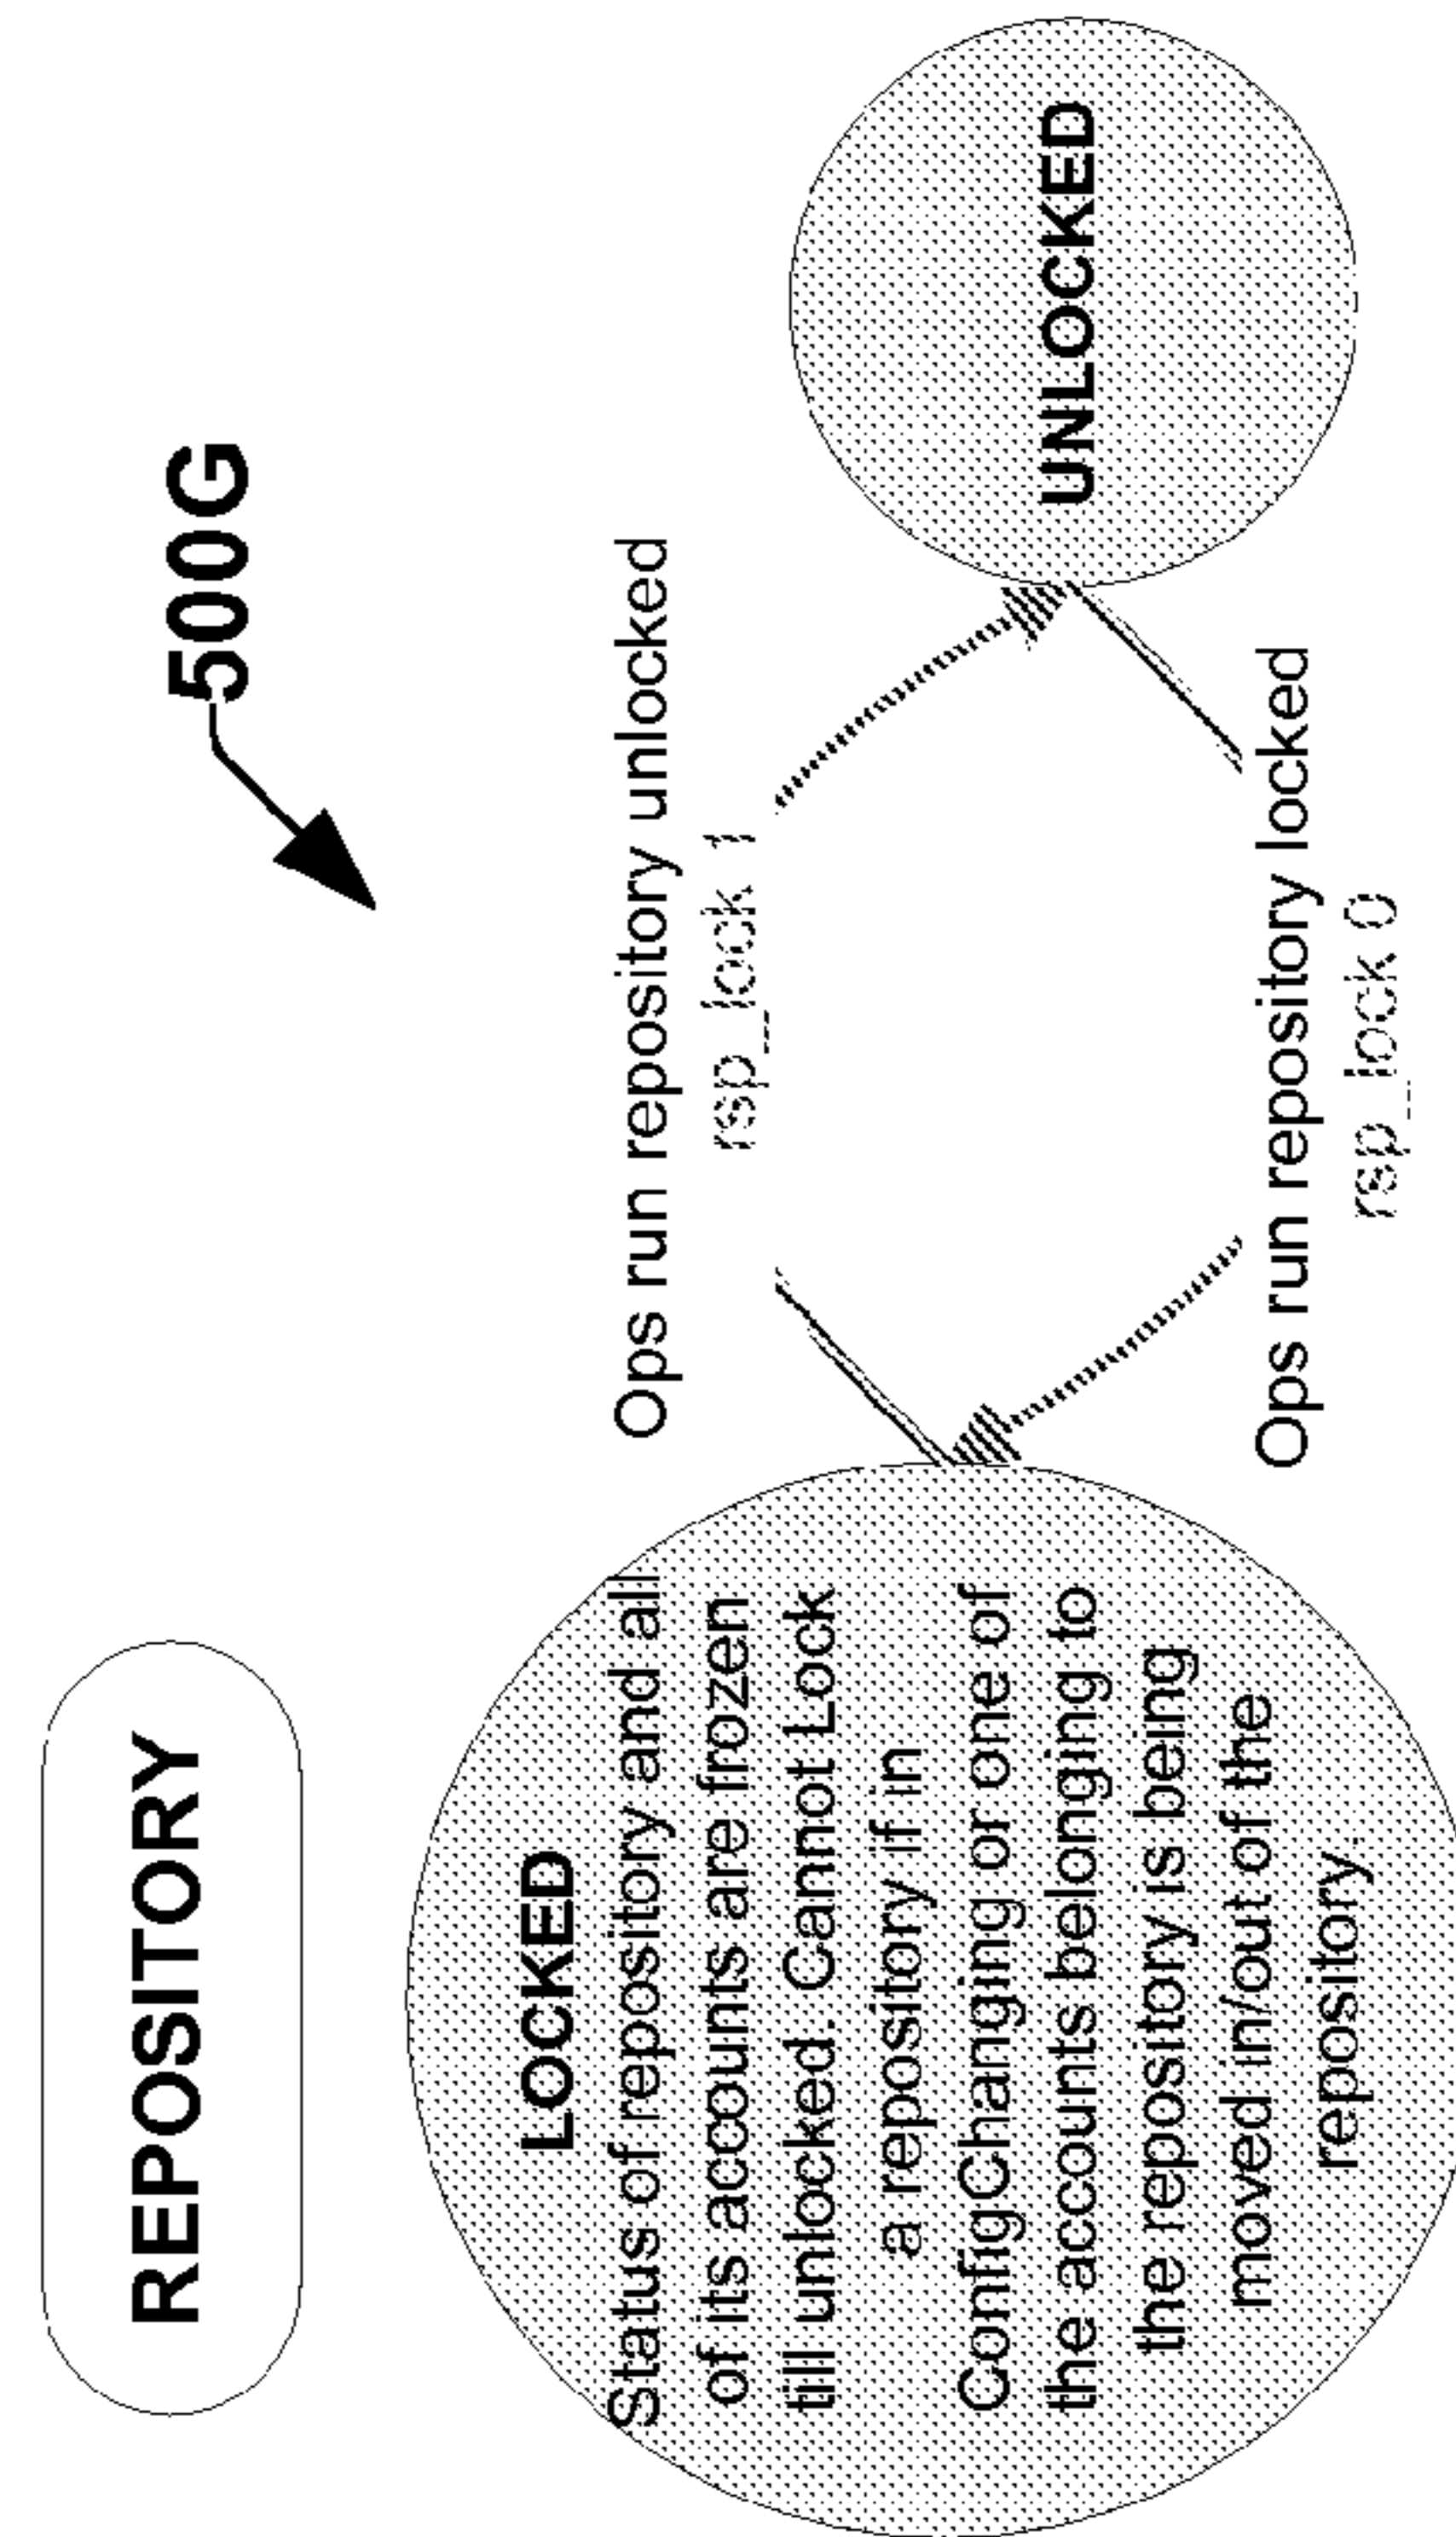 REPOSITORY
500G
LOCKED
Status of repository and all
of its accounts are frozen
till unlocked. Cannot Lock
a repository if in
ConfigChanging or one of
the accounts belonging to
the repository is being
moved in/out of the
repository.
Ops run repository unlocked
rsp_lock 1
Ops run repository locked
rsp_lock 0
UNLOCKED